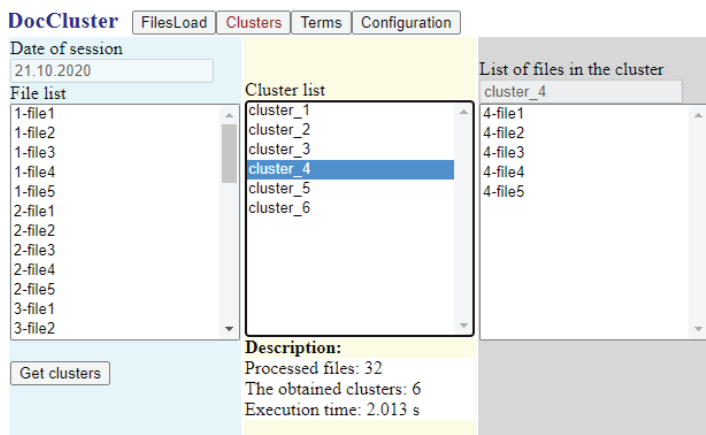 DocCluster FilesLoad Clusters Terms Configuration
Date of session
21.10.2020
File list
1-file1
1-file2
1-file3
1-file4
1-file5
2-file1
2-file2
2-file3
2-file4
2-file5
3-file1
3-file2
Get clusters
Cluster list
cluster_1
cluster_2
cluster_3
cluster_4
cluster_5
cluster_6
Description:
Processed files: 32
The obtained clusters: 6
Execution time: 2.013 s
List of files in the cluster
cluster_4
4-file1
4-file2
4-file3
4-file4
4-file5